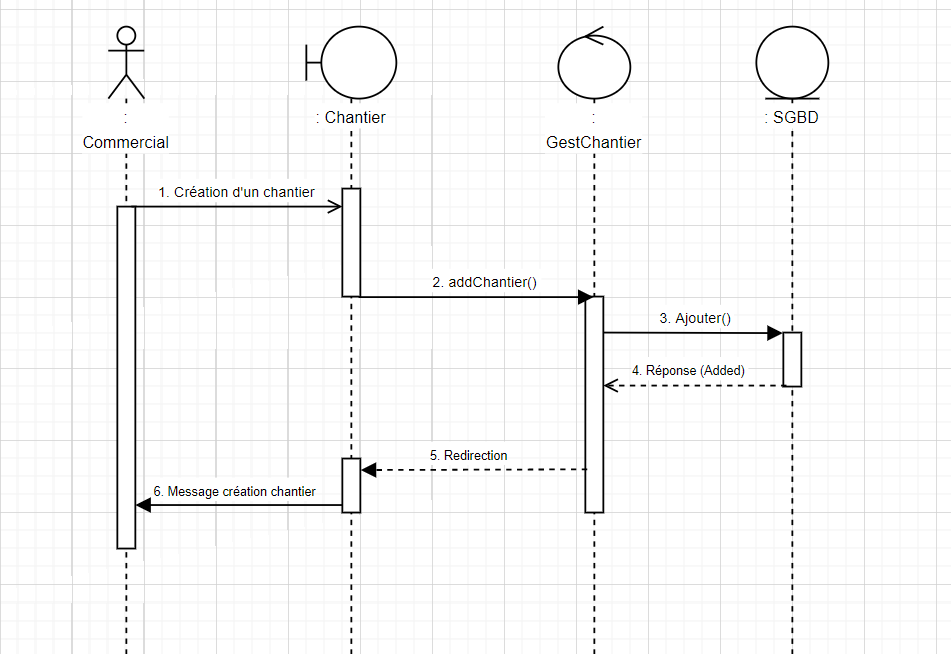 :
Commercial
: Chantier
:
GestChantier
: SGBD
1. Création d'un chantier
2. addChantier()
3. Ajouter()
4. Réponse (Added)
5. Redirection
6. Message création chantier